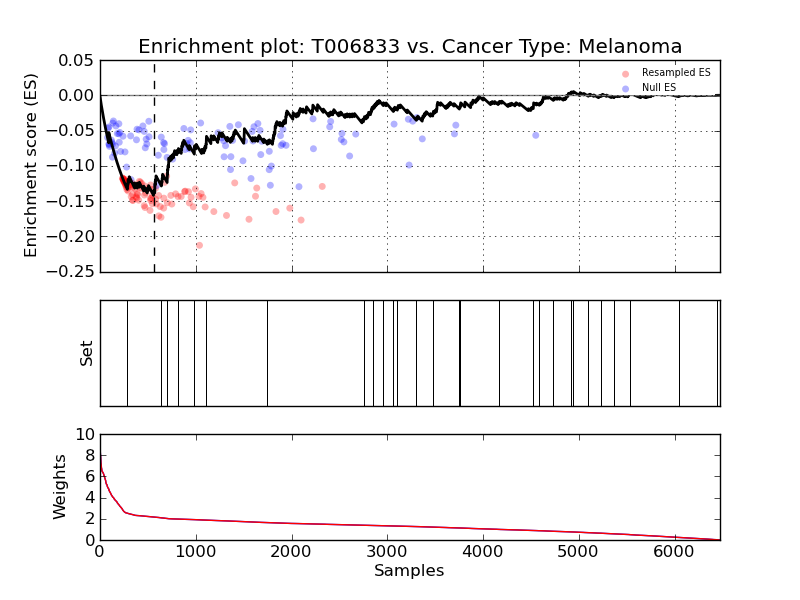 Enrichment plot: T006833 vs. Cancer Type: Melanoma
0.05
0.00
−0.05
−0.10
−0.15
−0.20
−0.25
Enrichment score (ES)
Resampled ES
Null ES
Set
10
8
6
4
2
0
Weights
0 1000 2000 3000 4000 5000 6000
Samples